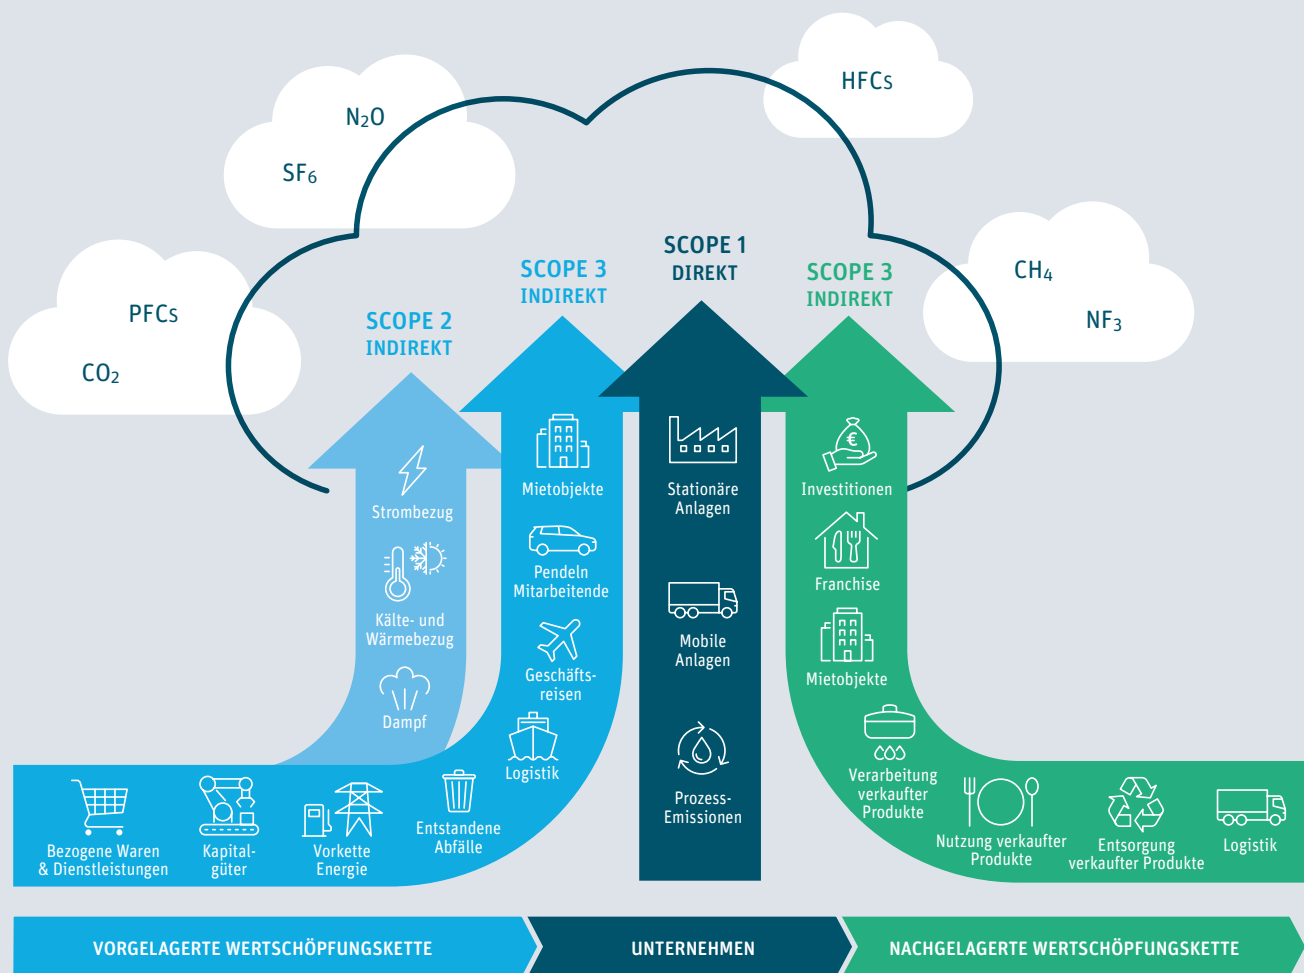 HFCs
N₂O
SF₆
PFCs
CO₂
CH₄
NF₃
SCOPE 2
INDIREKT
Strombezug
Kälte- und
Wärmebezug
Dampf
SCOPE 3
INDIREKT
Mietobjekte
Pendeln
Mitarbeitende
Geschäfts-
reisen
Logistik
Entstandene
Abfälle
Vorkette
Energie
Kapital-
güter
Bezogene Waren
& Dienstleistungen
SCOPE 1
DIREKT
Stationäre
Anlagen
Mobile
Anlagen
Prozess-
Emissionen
SCOPE 3
INDIREKT
Investitionen
€
Franchise
Mietobjekte
Verarbeitung
verkaufter
Produkte
Nutzung verkaufter
Produkte
Entsorgung
verkaufter Produkte
Logistik
VORGELAGERTE WERTSCHÖPFUNGSKETTE
UNTERNEHMEN
NACHGELAGERTE WERTSCHÖPFUNGSKETTE